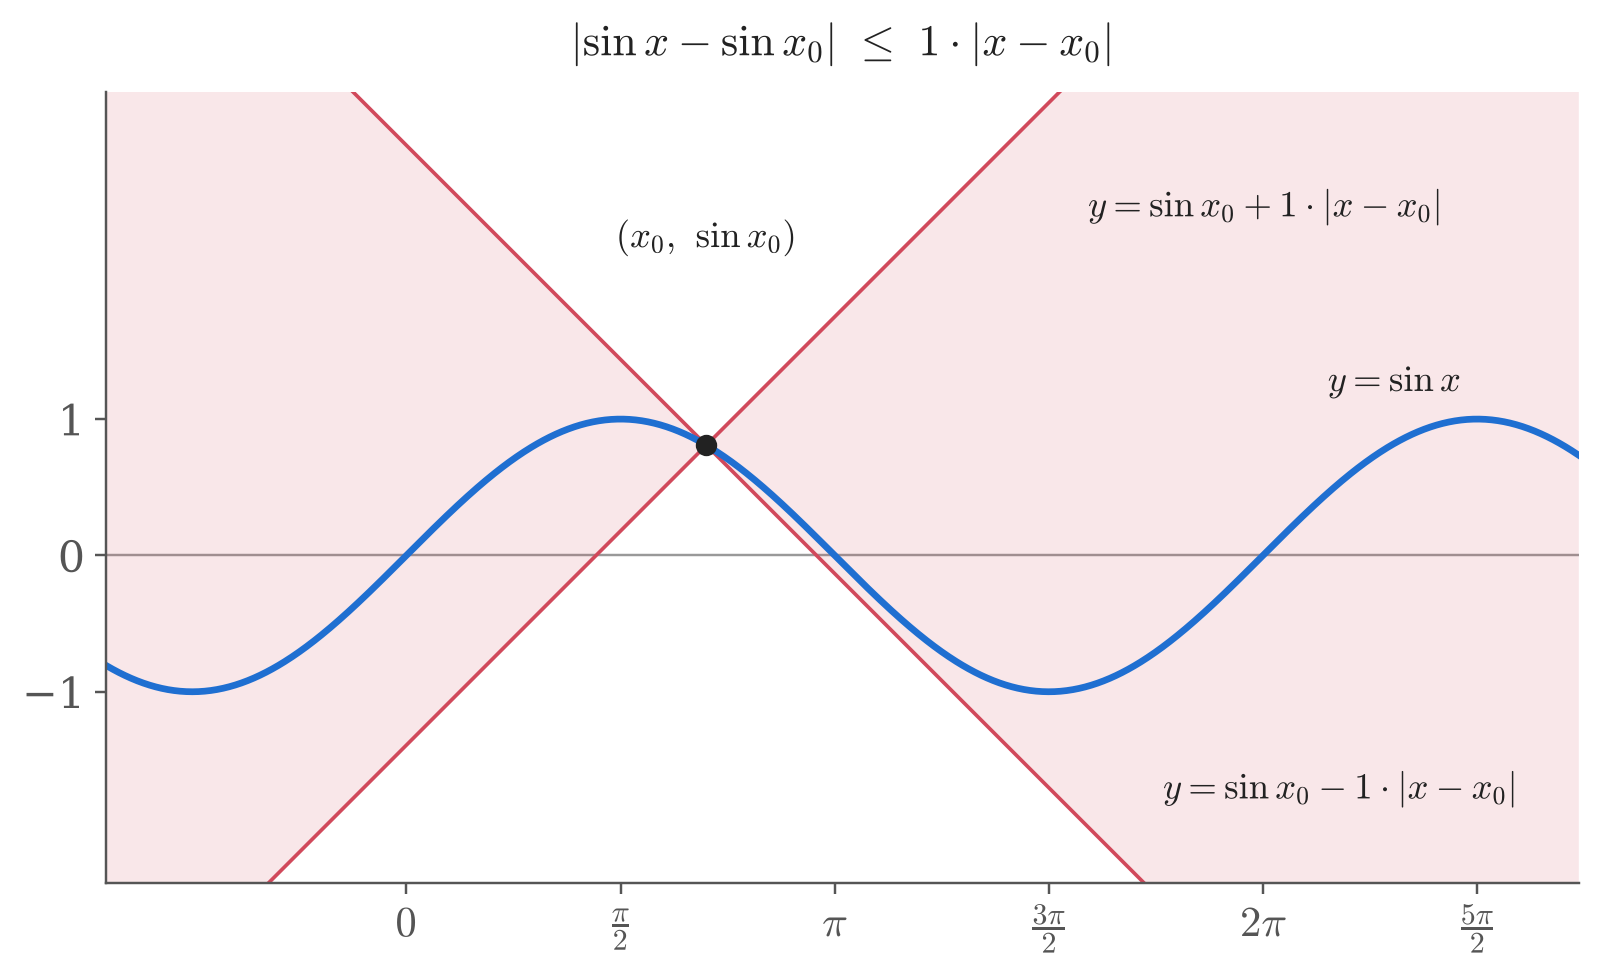 |sin x − sin x₀| ≤ 1 · |x − x₀|
y = sin x₀ + 1 · |x − x₀|
(x₀, sin x₀)
y = sin x
1
0
−1
y = sin x₀ − 1 · |x − x₀|
0 π/2 π 3π/2 2π 5π/2